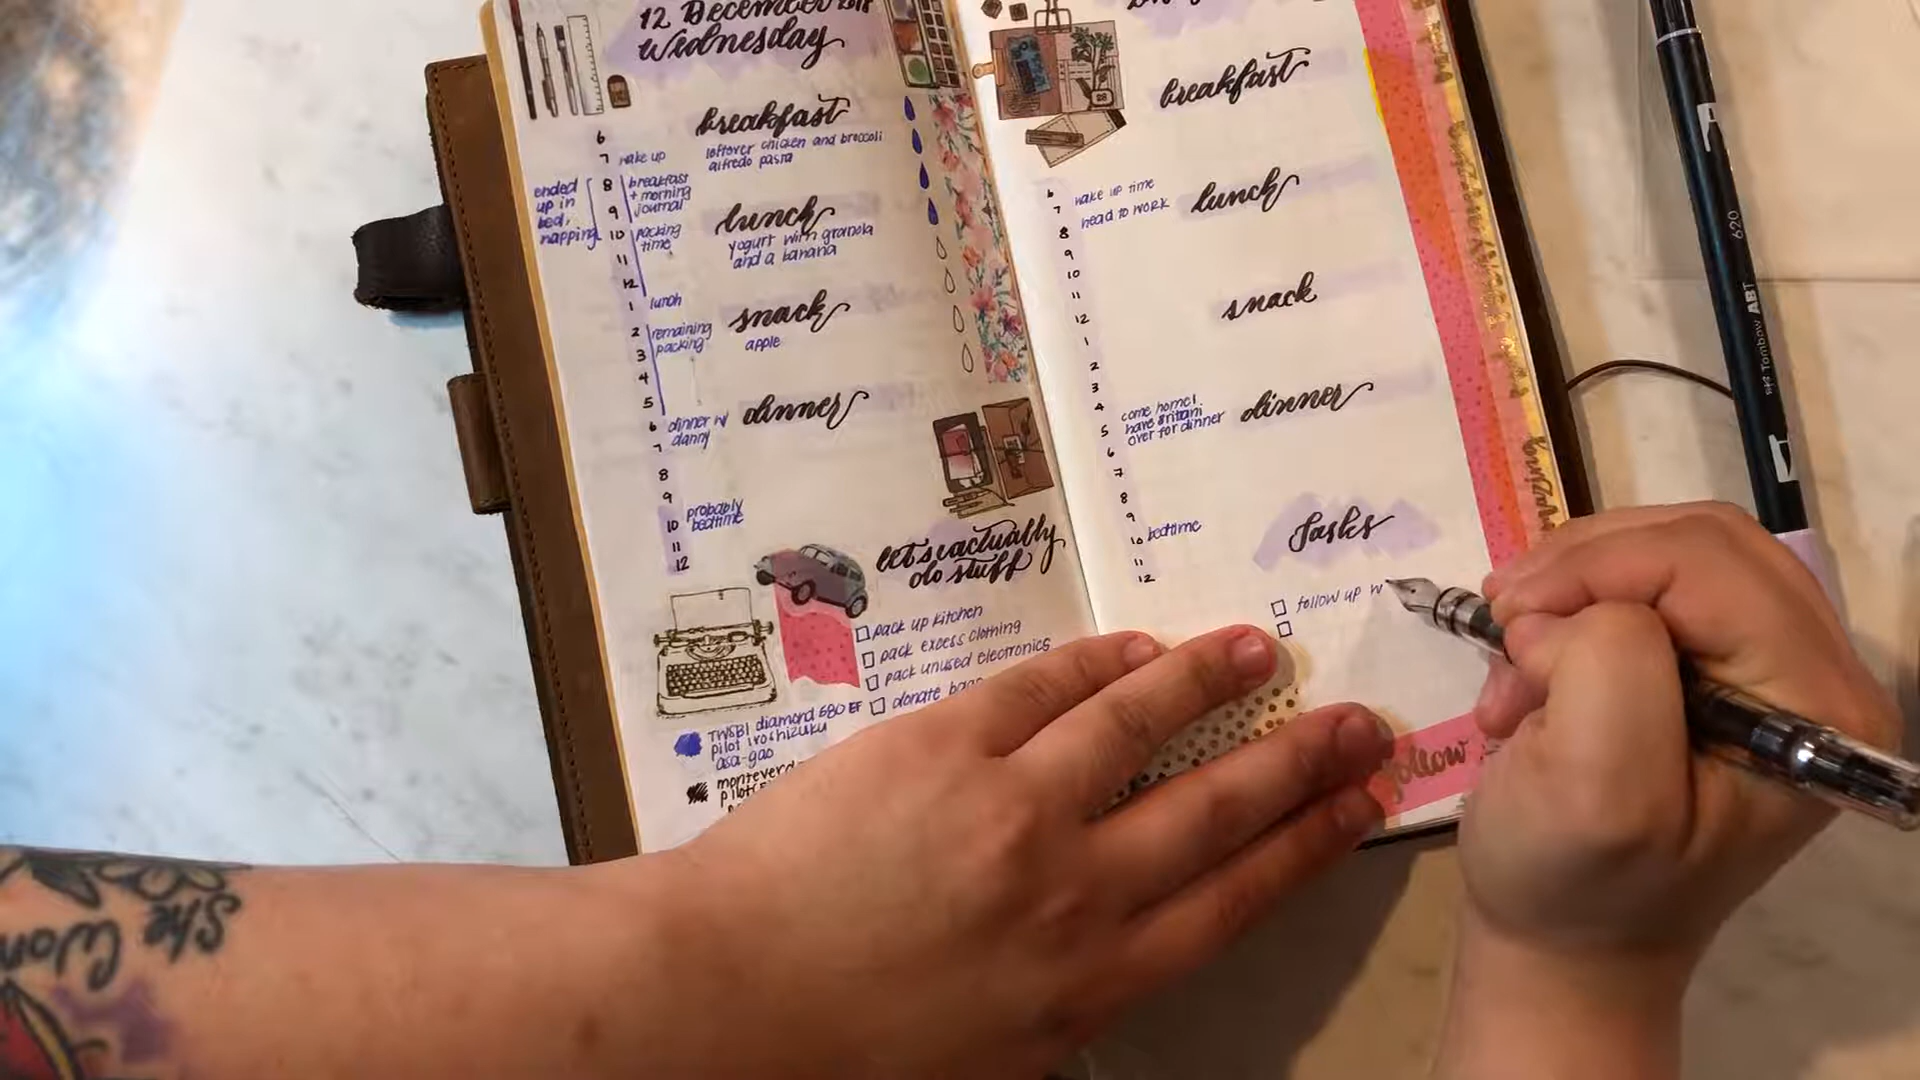 12 December 2018
Wednesday
breakfast
leftover chicken and broccoli
alfredo pasta
lunch
yogurt with granola
and a banana
snack
apple
dinner
6
7 wake up
8 breakfast
+ morning
9 journal
10 packing
time
11
12
1 lunch
2 remaining
3 packing
4
5
6 dinner w/
7 danny
8
9
10 probably
bedtime
11
12
ended
up in
bed,
napping
let's actually
do stuff
pack up kitchen
pack excess clothing
pack unused electronics
donate
TWSBI diamond 580 EF
pilot iroshizuku
asa-gao
breakfast
lunch
snack
dinner
6 wake up time
7 head to work
8
9
10
11
12
1
2
3
4 come home!
have Britani
5 over for dinner
6
7
8
9
10 bedtime
11
12
Tasks
follow up w
follow
Tombow ABT
620
She